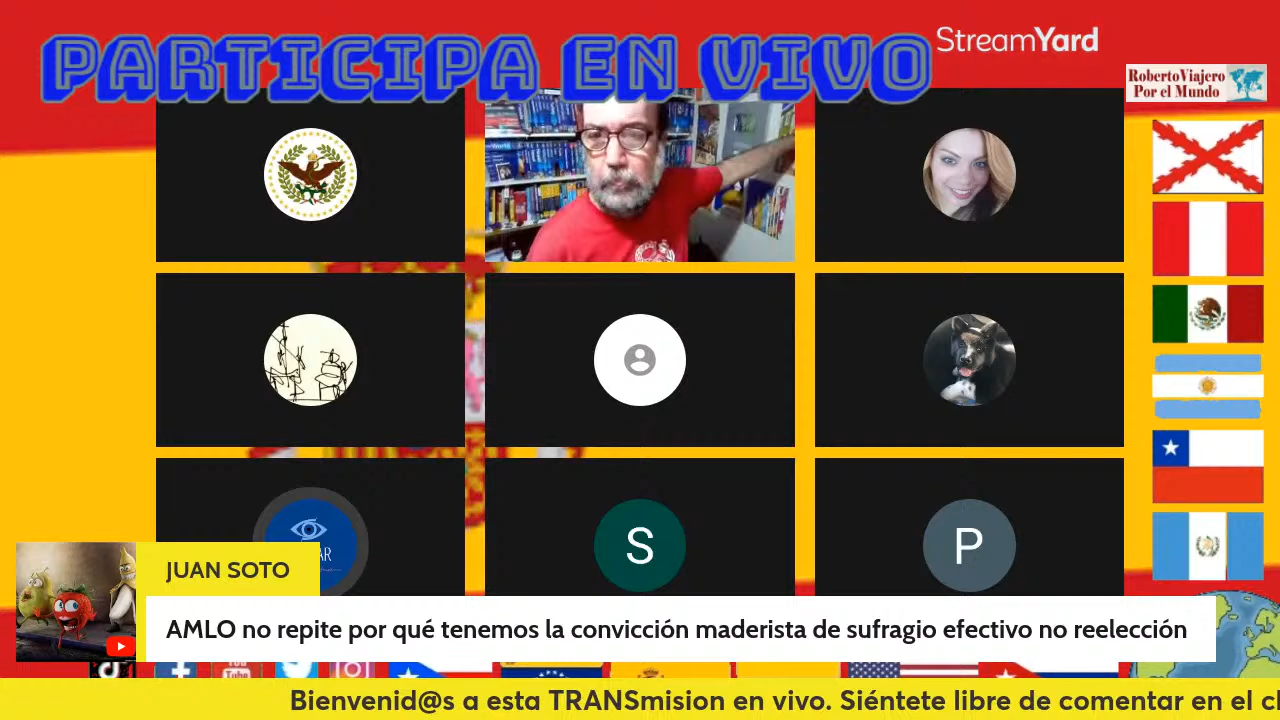 PARTICIPA EN VIVO
StreamYard
RobertoViajero
Por el Mundo
S
P
JUAN SOTO
AMLO no repite por qué tenemos la convicción maderista de sufragio efectivo no reelección
Bienvenid@s a esta TRANSmision en vivo. Siéntete libre de comentar en el